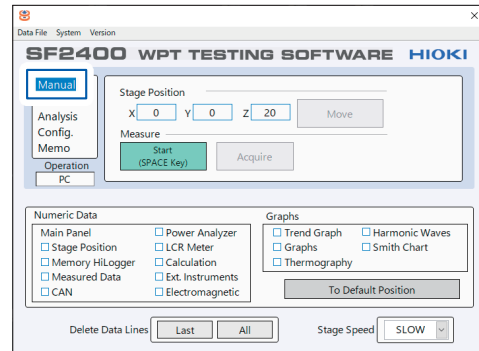 Data File System Version
SF2400 WPT TESTING SOFTWARE HIOKI
Manual
Analysis
Config.
Memo
Operation
PC
Stage Position
X 0 Y 0 Z 20 Move
Measure
Start
(SPACE Key)
Acquire
Numeric Data
Main Panel
Stage Position
Memory HiLogger
Measured Data
CAN
Power Analyzer
LCR Meter
Calculation
Ext. Instruments
Electromagnetic
Graphs
Trend Graph
Graphs
Thermography
Harmonic Waves
Smith Chart
To Default Position
Delete Data Lines Last All
Stage Speed SLOW